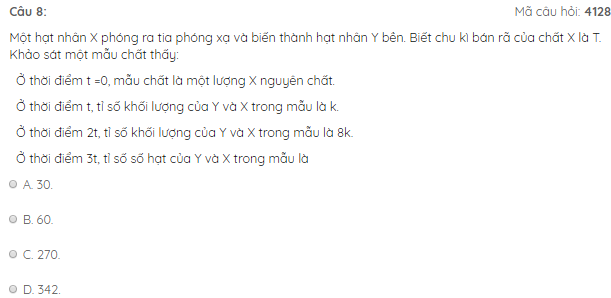 Câu 8:
Mã câu hỏi: 4128
Một hạt nhân X phóng ra tia phóng xạ và biến thành hạt nhân Y bên. Biết chu kì bán rã của chất X là T.
Khảo sát một mẫu chất thấy:
Ở thời điểm t =0, mẫu chất là một lượng X nguyên chất.
Ở thời điểm t, tỉ số khối lượng của Y và X trong mẫu là k.
Ở thời điểm 2t, tỉ số khối lượng của Y và X trong mẫu là 8k.
Ở thời điểm 3t, tỉ số số hạt của Y và X trong mẫu là
A. 30.
B. 60.
C. 270.
D. 342.